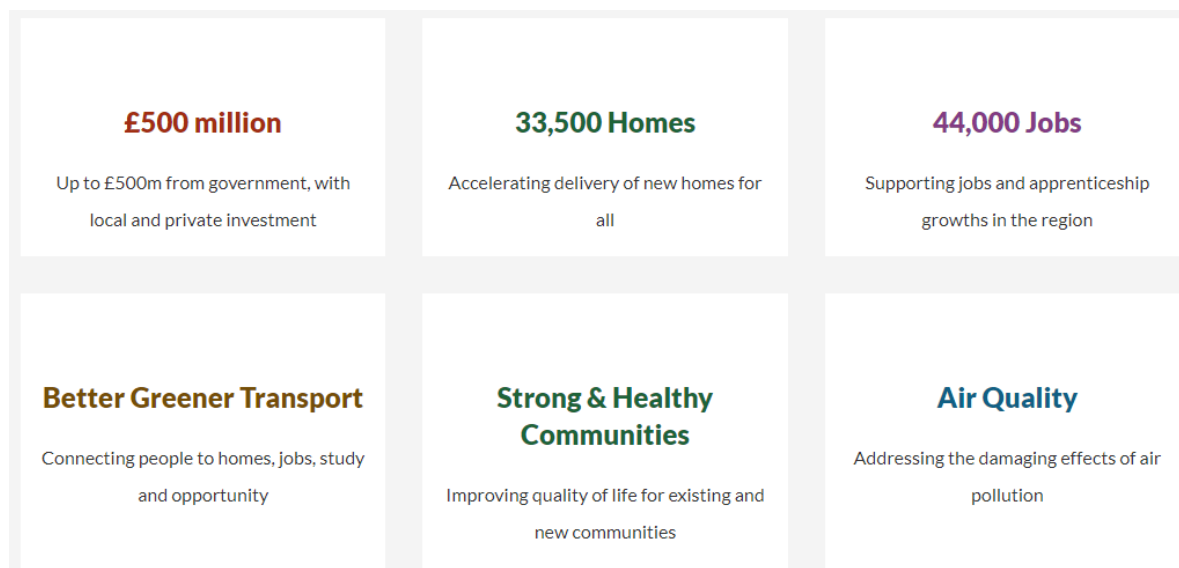 £500 million
Up to £500m from government, with
local and private investment
33,500 Homes
Accelerating delivery of new homes for
all
44,000 Jobs
Supporting jobs and apprenticeship
growths in the region
Better Greener Transport
Connecting people to homes, jobs, study
and opportunity
Strong & Healthy
Communities
Improving quality of life for existing and
new communities
Air Quality
Addressing the damaging effects of air
pollution